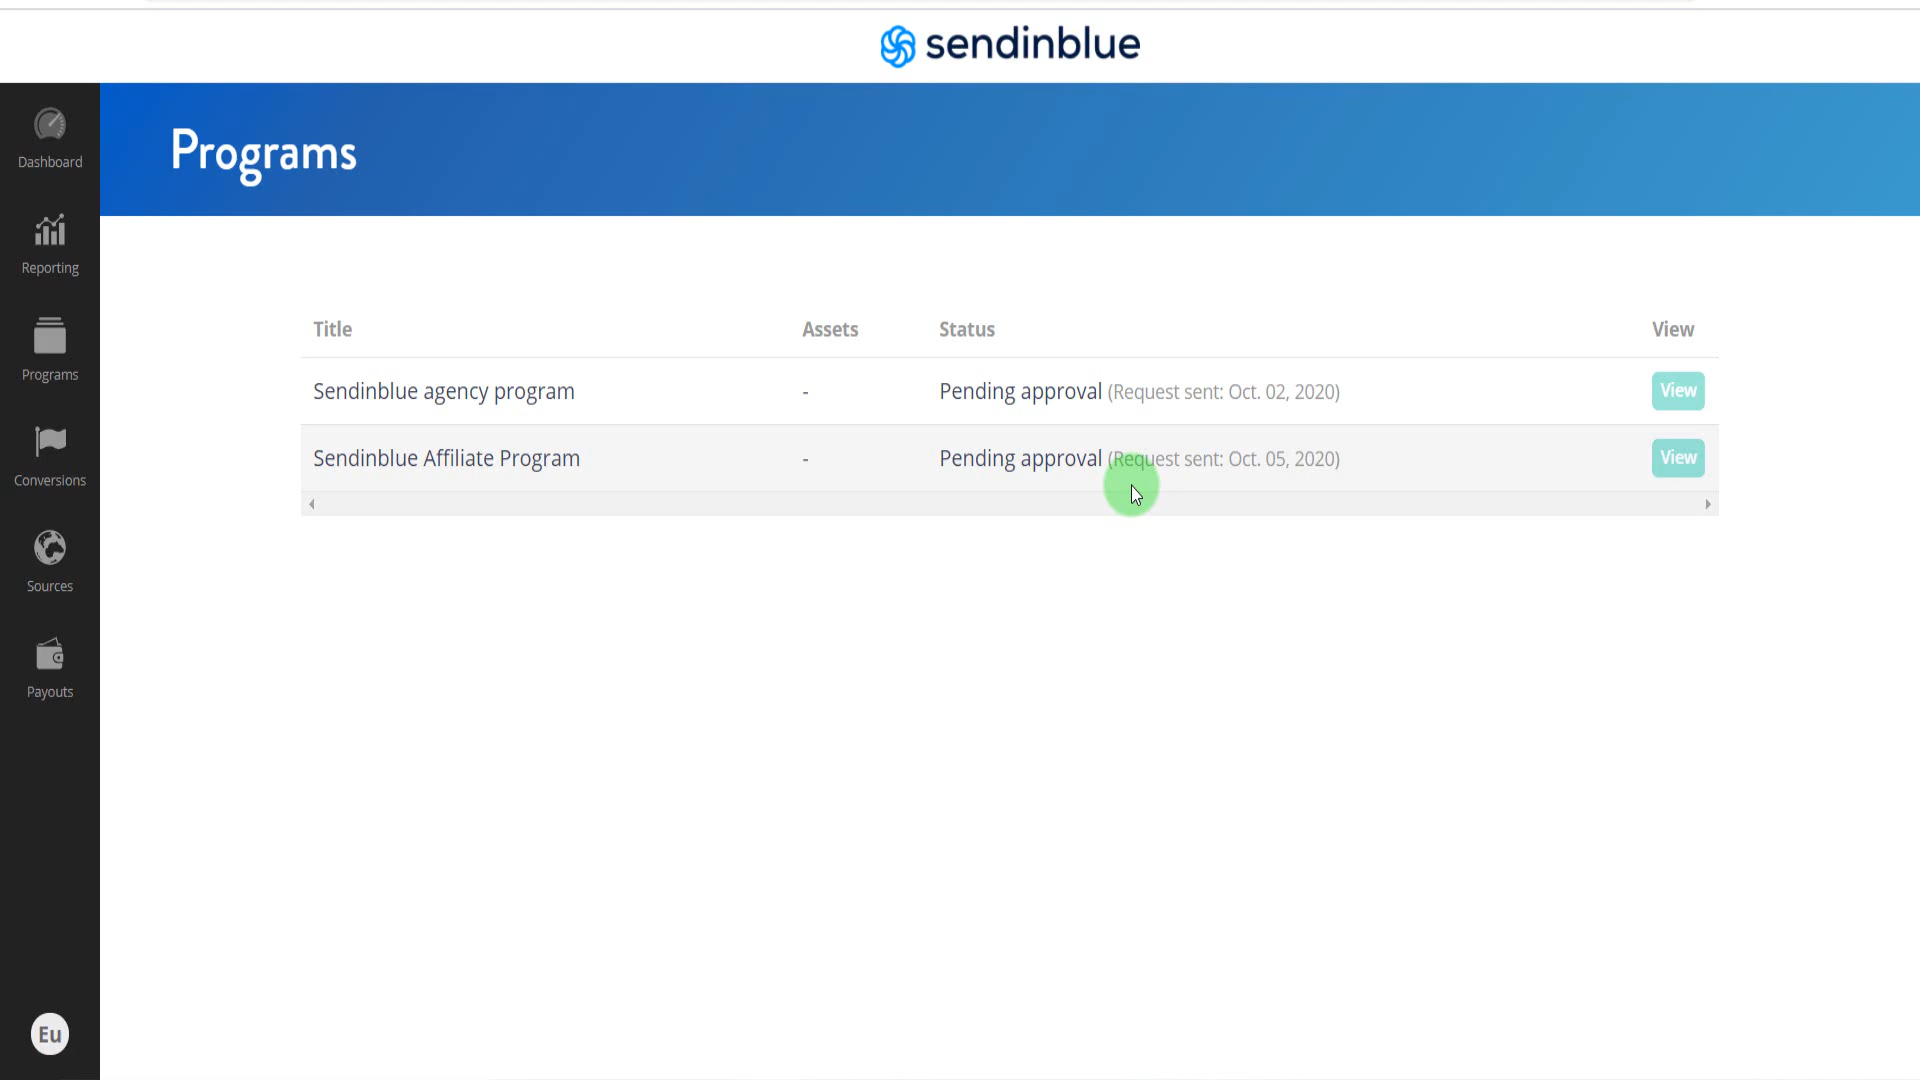 sendinblue
Programs
Dashboard
Reporting
Programs
Conversions
Sources
Payouts
Eu
Title Assets Status View
Sendinblue agency program - Pending approval (Request sent: Oct. 02, 2020) View
Sendinblue Affiliate Program - Pending approval (Request sent: Oct. 05, 2020) View